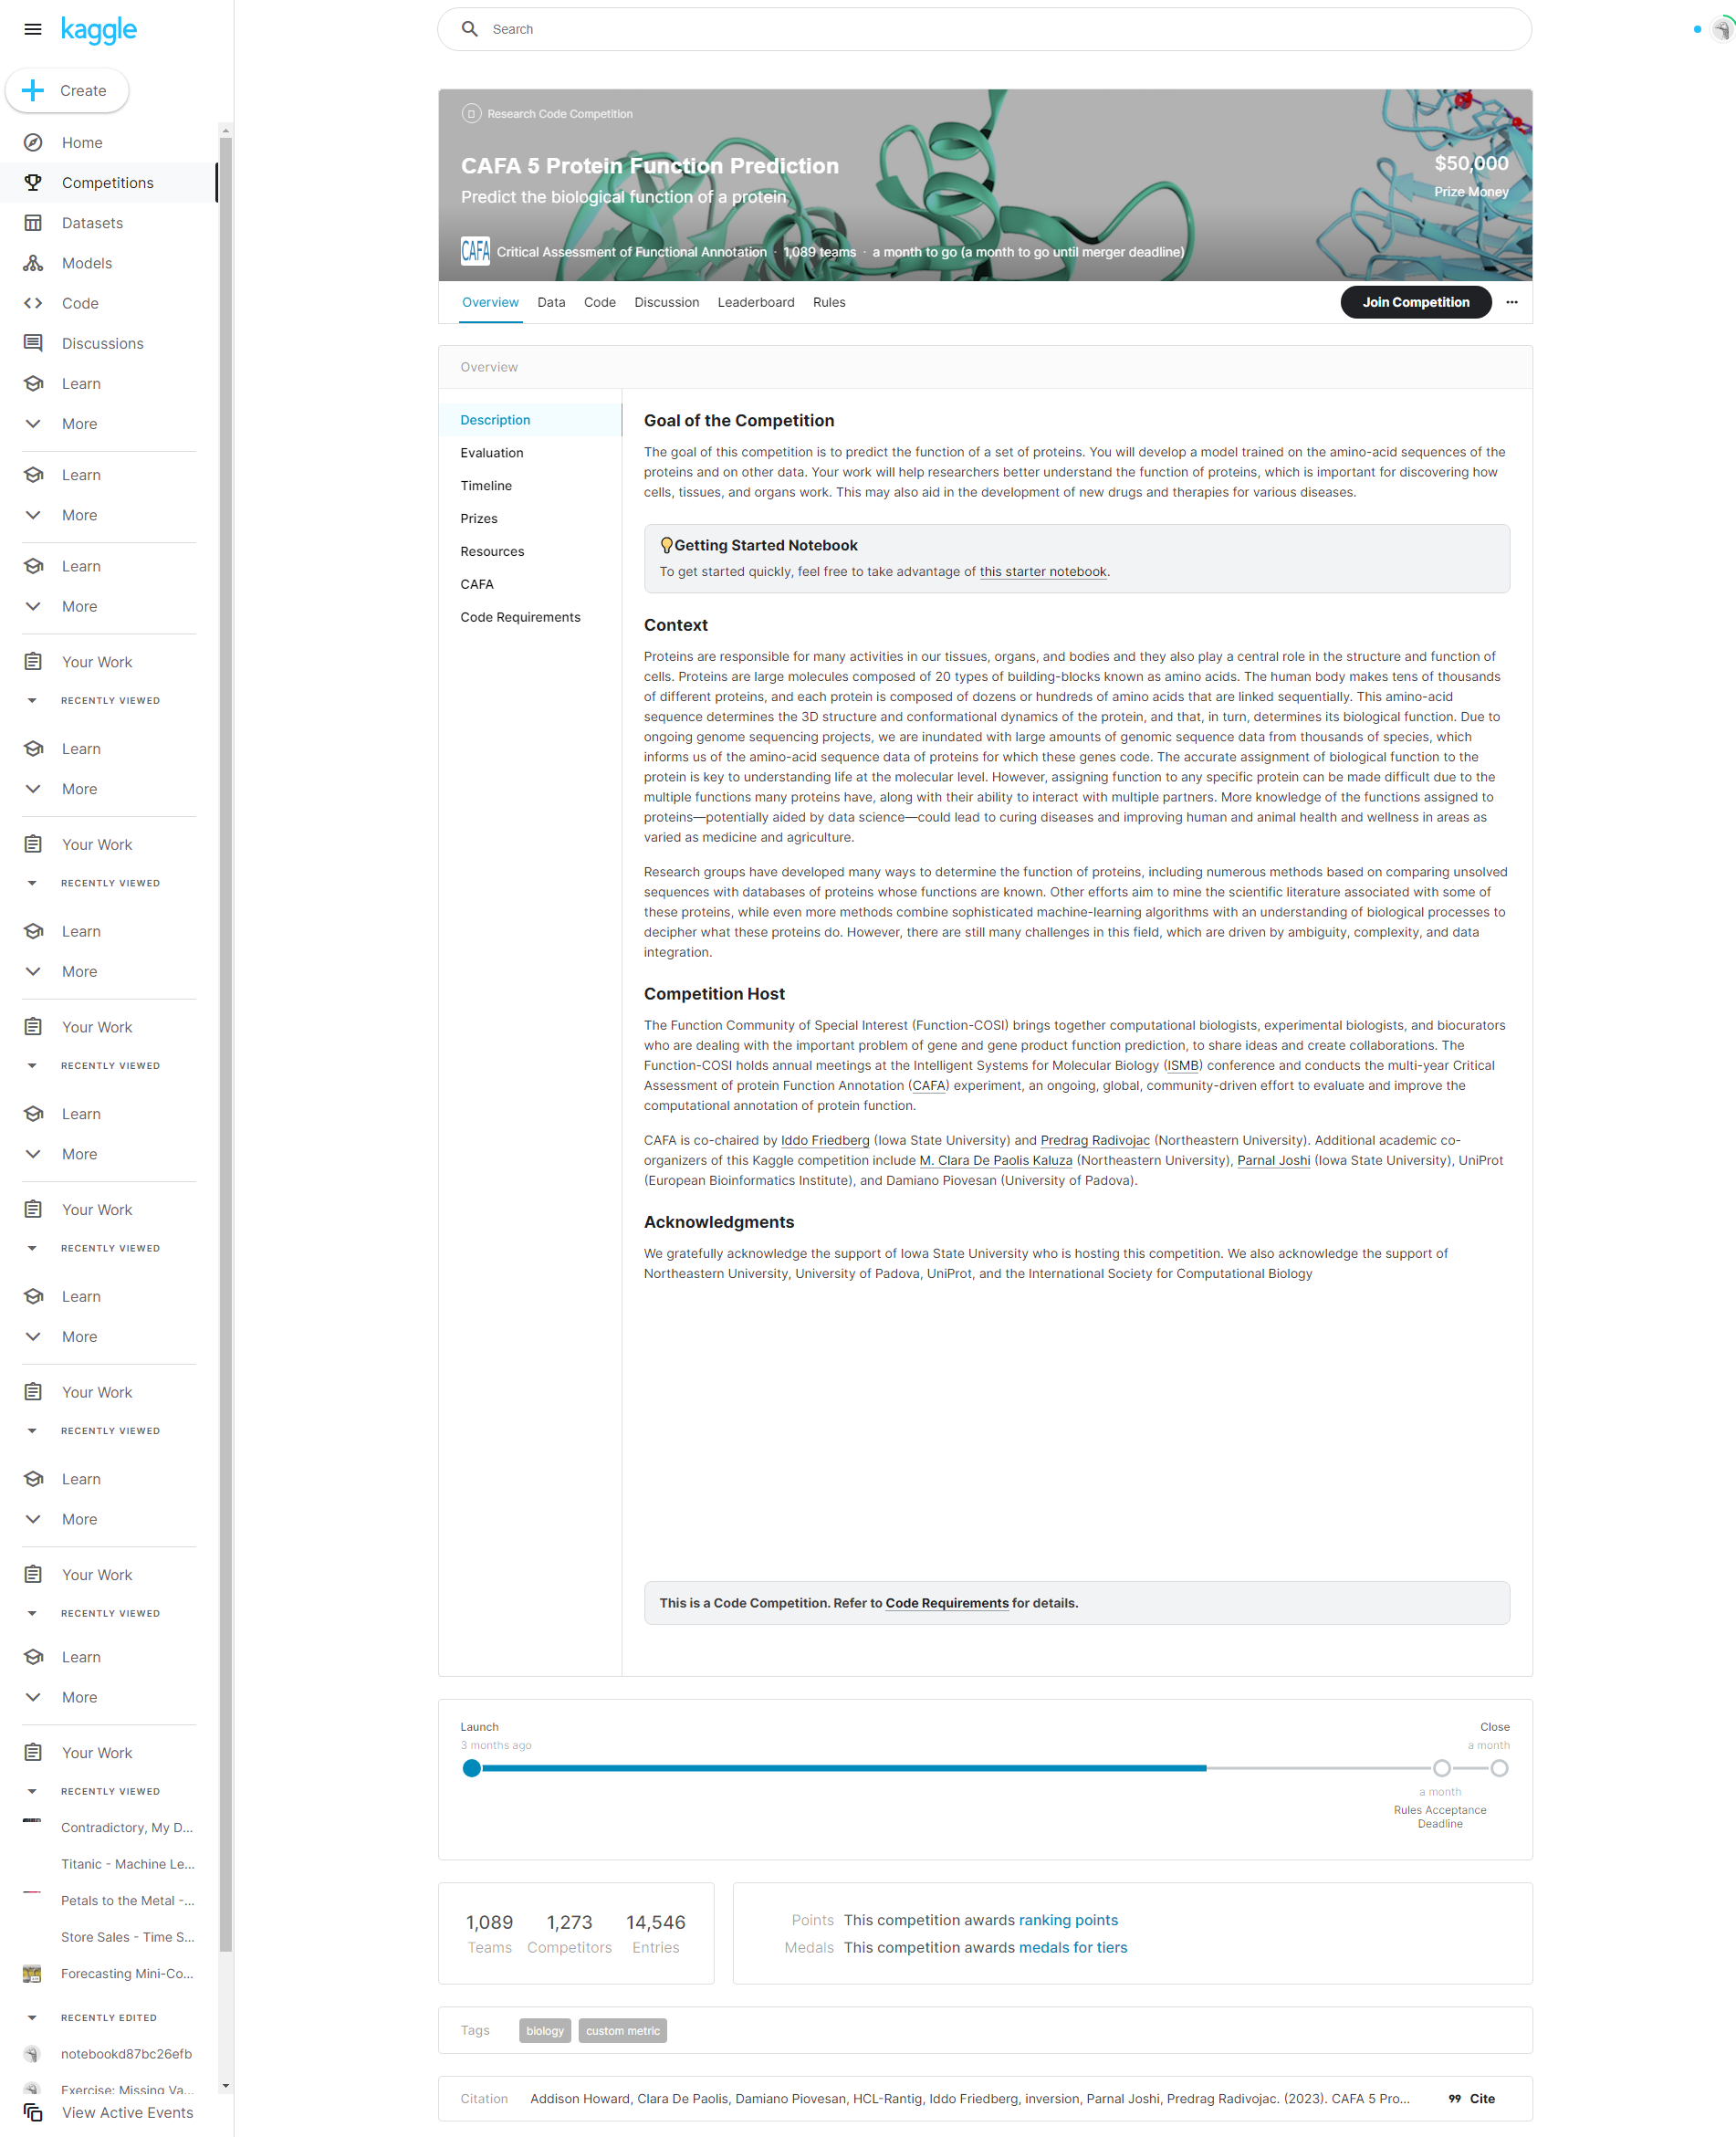 kaggle
Search
Create
Home
Competitions
Datasets
Models
Code
Discussions
Learn
More
Learn
More
Learn
More
Your Work
RECENTLY VIEWED
Learn
More
Your Work
RECENTLY VIEWED
Learn
More
Your Work
RECENTLY VIEWED
Learn
More
Your Work
RECENTLY VIEWED
Learn
More
Your Work
RECENTLY VIEWED
Learn
More
Your Work
RECENTLY VIEWED
Learn
More
Your Work
RECENTLY VIEWED
Contradictory, My D...
Titanic - Machine Le...
Petals to the Metal -...
Store Sales - Time S...
Forecasting Mini-Co...
RECENTLY EDITED
notebookd87bc26efb
Exercise: Missing Va...
View Active Events
Research Code Competition
CAFA 5 Protein Function Prediction
Predict the biological function of a protein
$50,000
Prize Money
CAFA Critical Assessment of Functional Annotation · 1,089 teams · a month to go (a month to go until merger deadline)
Overview Data Code Discussion Leaderboard Rules Join Competition
Overview
Description
Evaluation
Timeline
Prizes
Resources
CAFA
Code Requirements
Goal of the Competition
The goal of this competition is to predict the function of a set of proteins. You will develop a model trained on the amino-acid sequences of the
proteins and on other data. Your work will help researchers better understand the function of proteins, which is important for discovering how
cells, tissues, and organs work. This may also aid in the development of new drugs and therapies for various diseases.
Getting Started Notebook
To get started quickly, feel free to take advantage of this starter notebook.
Context
Proteins are responsible for many activities in our tissues, organs, and bodies and they also play a central role in the structure and function of
cells. Proteins are large molecules composed of 20 types of building-blocks known as amino acids. The human body makes tens of thousands
of different proteins, and each protein is composed of dozens or hundreds of amino acids that are linked sequentially. This amino-acid
sequence determines the 3D structure and conformational dynamics of the protein, and that, in turn, determines its biological function. Due to
ongoing genome sequencing projects, we are inundated with large amounts of genomic sequence data from thousands of species, which
informs us of the amino-acid sequence data of proteins for which these genes code. The accurate assignment of biological function to the
protein is key to understanding life at the molecular level. However, assigning function to any specific protein can be made difficult due to the
multiple functions many proteins have, along with their ability to interact with multiple partners. More knowledge of the functions assigned to
proteins—potentially aided by data science—could lead to curing diseases and improving human and animal health and wellness in areas as
varied as medicine and agriculture.
Research groups have developed many ways to determine the function of proteins, including numerous methods based on comparing unsolved
sequences with databases of proteins whose functions are known. Other efforts aim to mine the scientific literature associated with some of
these proteins, while even more methods combine sophisticated machine-learning algorithms with an understanding of biological processes to
decipher what these proteins do. However, there are still many challenges in this field, which are driven by ambiguity, complexity, and data
integration.
Competition Host
The Function Community of Special Interest (Function-COSI) brings together computational biologists, experimental biologists, and biocurators
who are dealing with the important problem of gene and gene product function prediction, to share ideas and create collaborations. The
Function-COSI holds annual meetings at the Intelligent Systems for Molecular Biology (ISMB) conference and conducts the multi-year Critical
Assessment of protein Function Annotation (CAFA) experiment, an ongoing, global, community-driven effort to evaluate and improve the
computational annotation of protein function.
CAFA is co-chaired by Iddo Friedberg (Iowa State University) and Predrag Radivojac (Northeastern University). Additional academic co-
organizers of this Kaggle competition include M. Clara De Paolis Kaluza (Northeastern University), Parnal Joshi (Iowa State University), UniProt
(European Bioinformatics Institute), and Damiano Piovesan (University of Padova).
Acknowledgments
We gratefully acknowledge the support of Iowa State University who is hosting this competition. We also acknowledge the support of
Northeastern University, University of Padova, UniProt, and the International Society for Computational Biology
This is a Code Competition. Refer to Code Requirements for details.
Launch
3 months ago
Close
a month
a month
Rules Acceptance
Deadline
1,089 1,273 14,546
Teams Competitors Entries
Points This competition awards ranking points
Medals This competition awards medals for tiers
Tags biology custom metric
Citation Addison Howard, Clara De Paolis, Damiano Piovesan, HCL-Rantig, Iddo Friedberg, inversion, Parnal Joshi, Predrag Radivojac. (2023). CAFA 5 Pro... Cite